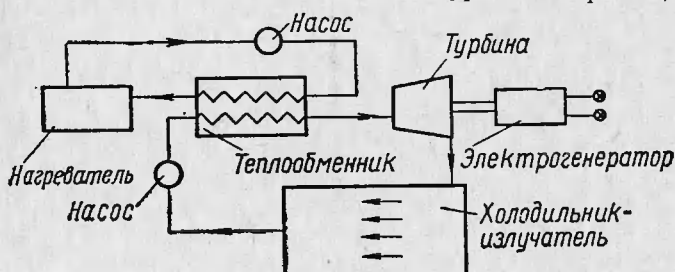 Насос
Турбина
Нагреватель
Теплообменник
Электрогенератор
Насос
Холодильник-
излучатель